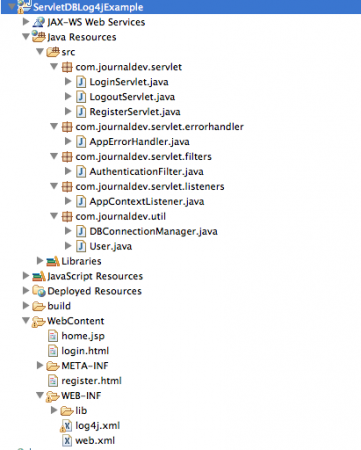 ServletDBLog4jExample
JAX-WS Web Services
Java Resources
src
com.journaldev.servlet
LoginServlet.java
LogoutServlet.java
RegisterServlet.java
com.journaldev.servlet.errorhandler
AppErrorHandler.java
com.journaldev.servlet.filters
AuthenticationFilter.java
com.journaldev.servlet.listeners
AppContextListener.java
com.journaldev.util
DBConnectionManager.java
User.java
Libraries
JavaScript Resources
Deployed Resources
build
WebContent
home.jsp
login.html
META-INF
register.html
WEB-INF
lib
log4j.xml
web.xml